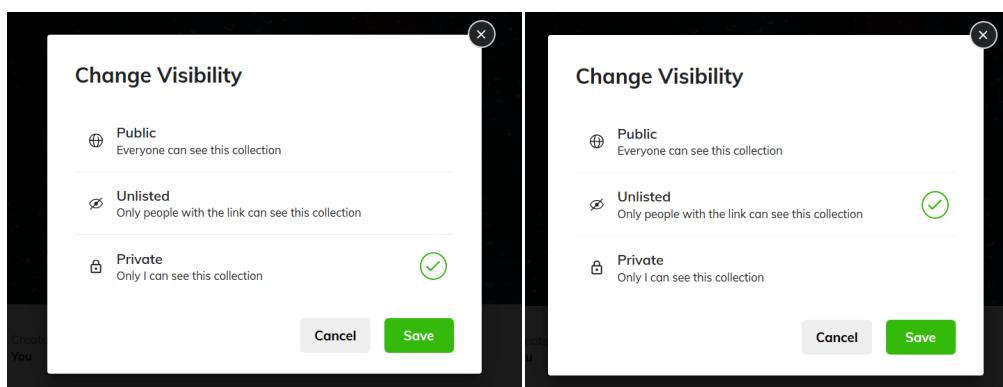 Change Visibility
Public
Everyone can see this collection
Unlisted
Only people with the link can see this collection
Private
Only I can see this collection
Cancel
Save
You
Change Visibility
Public
Everyone can see this collection
Unlisted
Only people with the link can see this collection
Private
Only I can see this collection
Cancel
Save